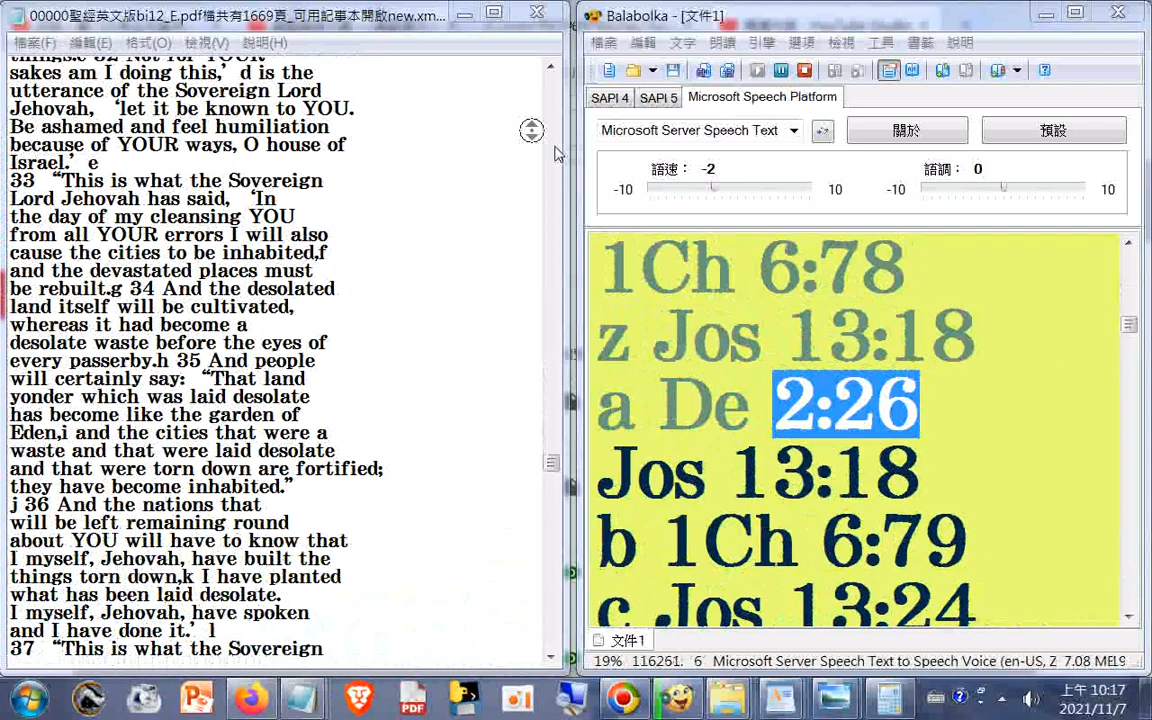 00000聖經英文版bi12_E.pdf檔共有1669頁_可用記事本開啟new.xm...
檔案(F) 編輯(E) 格式(O) 檢視(V) 說明(H)
sakes am I doing this,’ d is the
utterance of the Sovereign Lord
Jehovah, ‘let it be known to YOU.
Be ashamed and feel humiliation
because of YOUR ways, O house of
Israel.’ e
33 “This is what the Sovereign
Lord Jehovah has said, ‘In
the day of my cleansing YOU
from all YOUR errors I will also
cause the cities to be inhabited,f
and the devastated places must
be rebuilt.g 34 And the desolated
land itself will be cultivated,
whereas it had become a
desolate waste before the eyes of
every passerby.h 35 And people
will certainly say: “That land
yonder which was laid desolate
has become like the garden of
Eden,i and the cities that were a
waste and that were laid desolate
and that were torn down are fortified;
they have become inhabited.”
j 36 And the nations that
will be left remaining round
about YOU will have to know that
I myself, Jehovah, have built the
things torn down,k I have planted
what has been laid desolate.
I myself, Jehovah, have spoken
and I have done it.’ l
37 “This is what the Sovereign
Balabolka - [文件1]
檔案 編輯 文字 朗讀 引擎 選項 檢視 工具 書籤 說明
SAPI 4 SAPI 5 Microsoft Speech Platform
Microsoft Server Speech Text 關於 預設
語速： -2 語調： 0
-10 10 -10 10
1Ch 6:78
z Jos 13:18
a De 2:26
Jos 13:18
b 1Ch 6:79
c Jos 13:24
文件1
19% 116261. 6 Microsoft Server Speech Text to Speech Voice (en-US, Z 7.08 ME
上午 10:17
2021/11/7